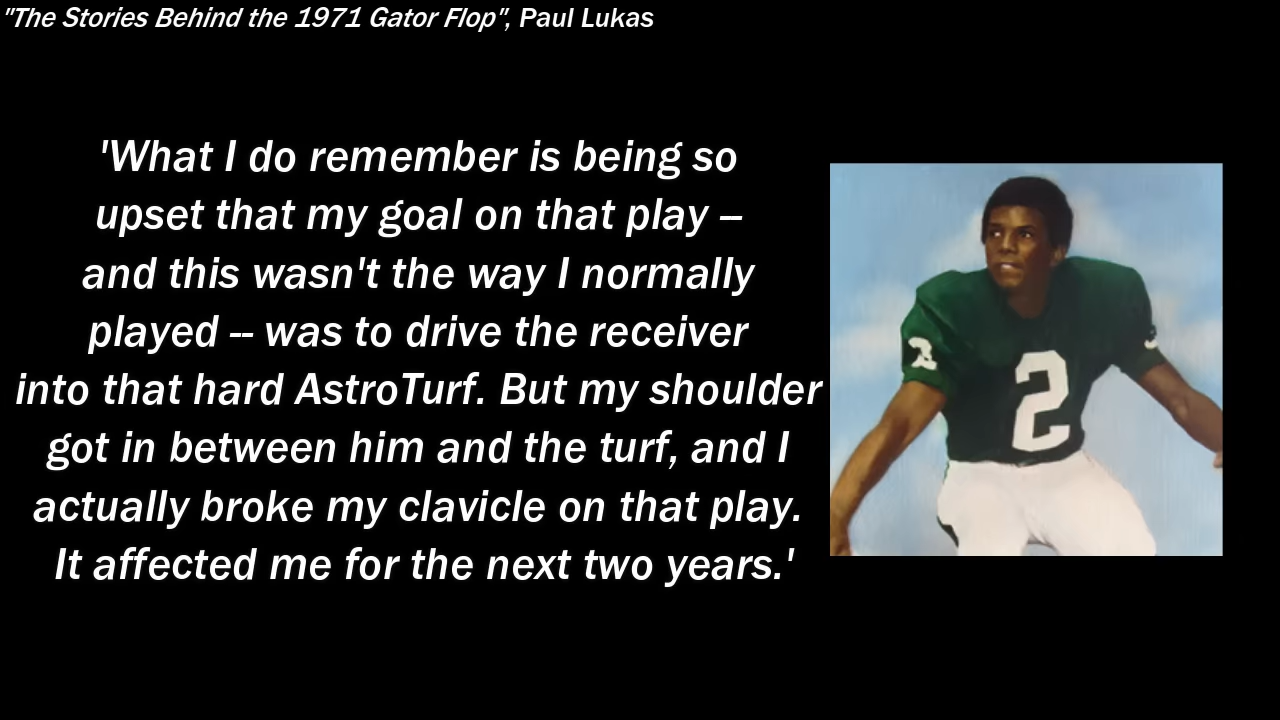 "The Stories Behind the 1971 Gator Flop", Paul Lukas
'What I do remember is being so
upset that my goal on that play --
and this wasn't the way I normally
played -- was to drive the receiver
into that hard AstroTurf. But my shoulder
got in between him and the turf, and I
actually broke my clavicle on that play.
It affected me for the next two years.'
2
2